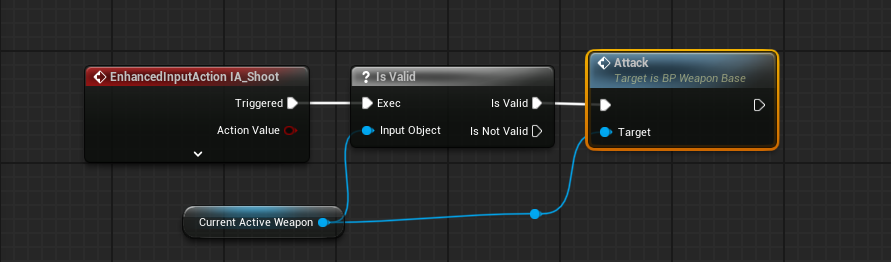 EnhancedInputAction IA_Shoot
Triggered
Action Value
? Is Valid
Exec
Is Valid
Input Object
Is Not Valid
Attack
Target is BP Weapon Base
Target
Current Active Weapon